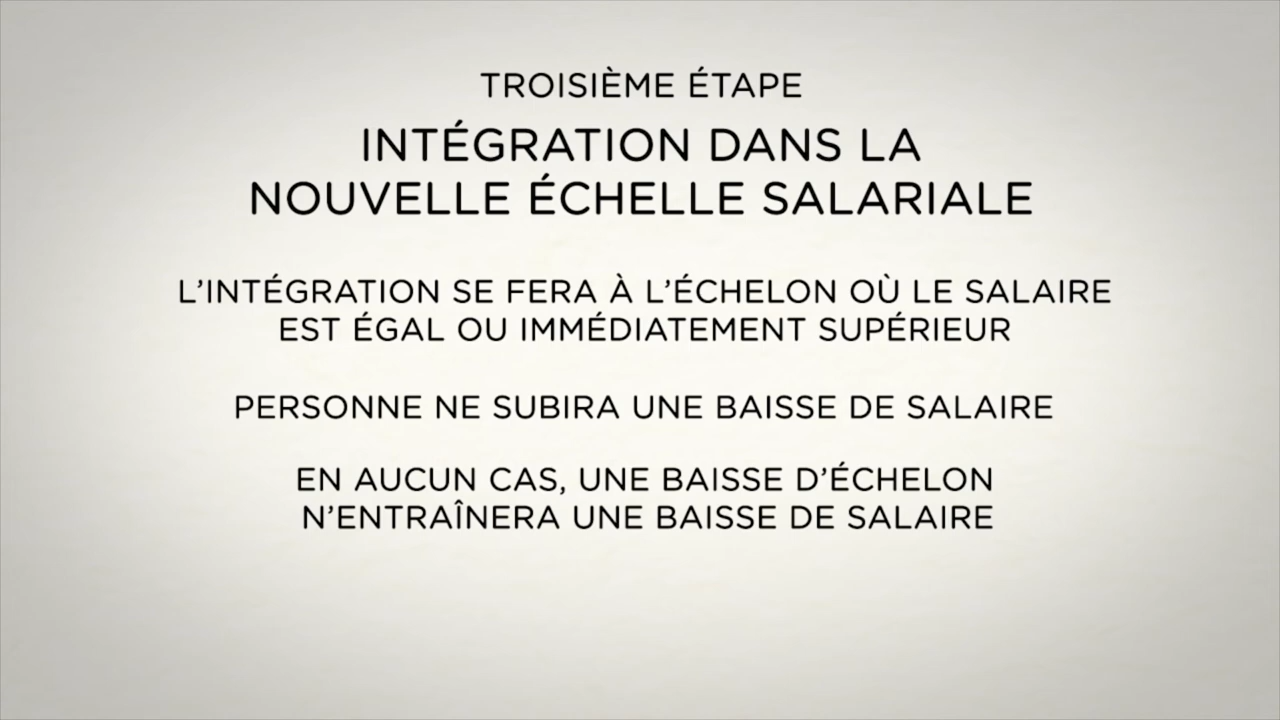 TROISIÈME ÉTAPE
INTÉGRATION DANS LA
NOUVELLE ÉCHELLE SALARIALE
L’INTÉGRATION SE FERA À L’ÉCHELON OÙ LE SALAIRE
EST ÉGAL OU IMMÉDIATEMENT SUPÉRIEUR
PERSONNE NE SUBIRA UNE BAISSE DE SALAIRE
EN AUCUN CAS, UNE BAISSE D’ÉCHELON
N’ENTRAÎNERA UNE BAISSE DE SALAIRE